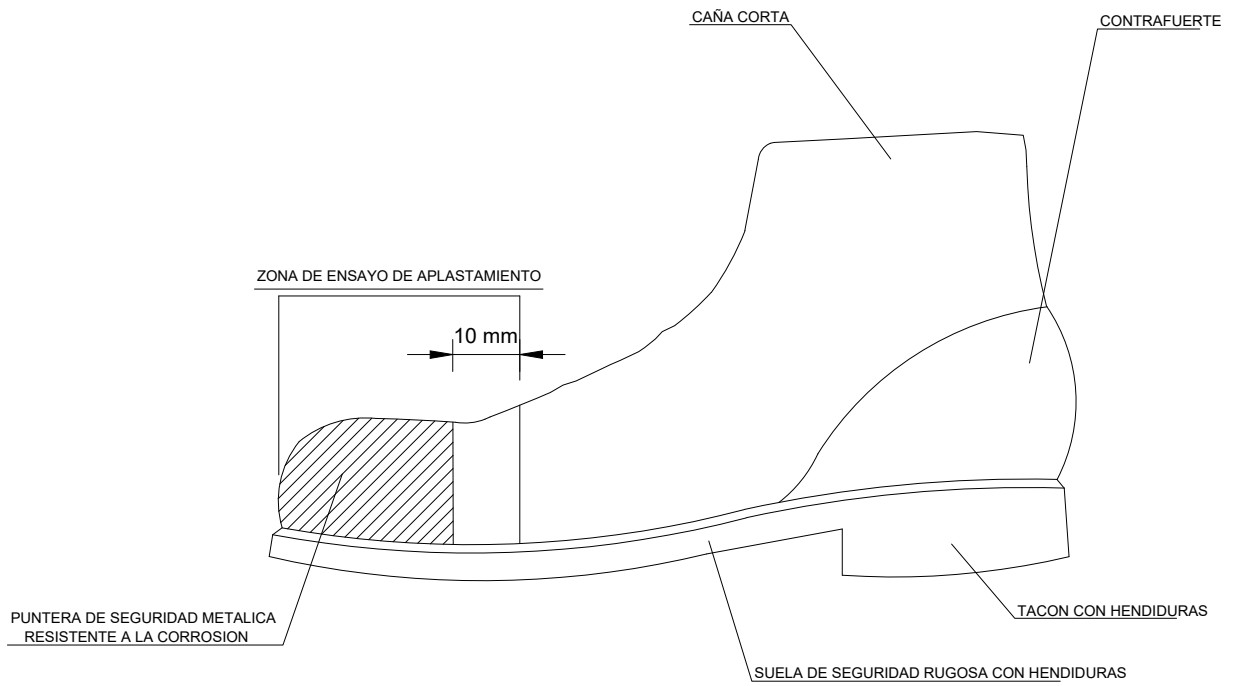 CAÑA CORTA
CONTRAFUERTE
ZONA DE ENSAYO DE APLASTAMIENTO
10 mm
PUNTERA DE SEGURIDAD METALICA
RESISTENTE A LA CORROSION
TACON CON HENDIDURAS
SUELA DE SEGURIDAD RUGOSA CON HENDIDURAS